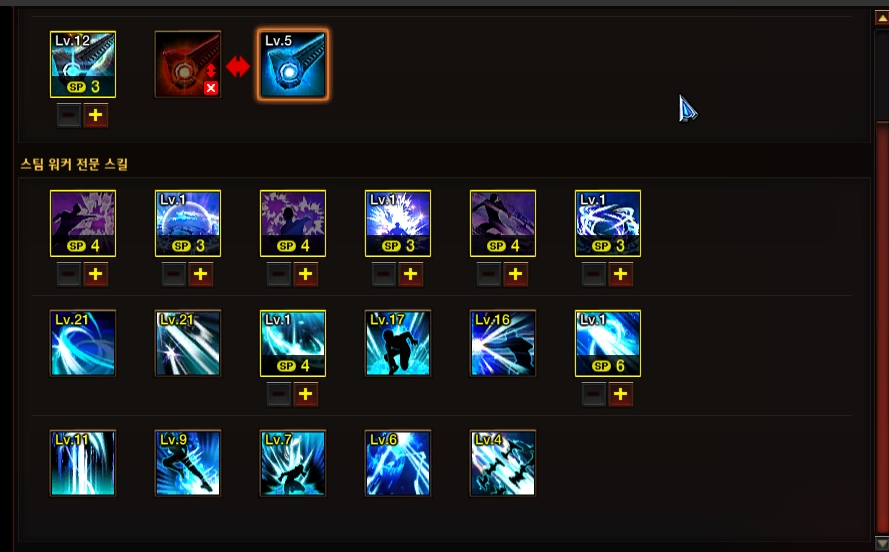 Lv.12 Lv.5
SP 3
스팀 워커 전문 스킬
Lv.1 Lv.1 Lv.1
SP 4 SP 3 SP 4 SP 3 SP 4 SP 3
Lv.21 Lv.21 Lv.1 Lv.17 Lv.16 Lv.1
SP 4 SP 6
Lv.11 Lv.9 Lv.7 Lv.6 Lv.4